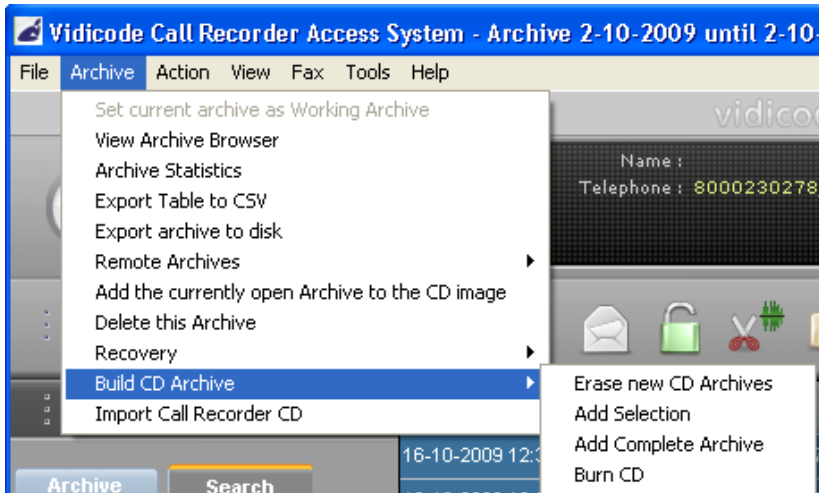 Vidicode Call Recorder Access System - Archive 2-10-2009 until 2-10-
File Archive Action View Fax Tools Help
Set current archive as Working Archive
View Archive Browser
Archive Statistics
Export Table to CSV
Export archive to disk
Remote Archives
Add the currently open Archive to the CD image
Delete this Archive
Recovery
Build CD Archive
Import Call Recorder CD
vidico
Name :
Telephone : 8000230278
Erase new CD Archives
Add Selection
Add Complete Archive
Burn CD
16-10-2009 12:
Archive Search